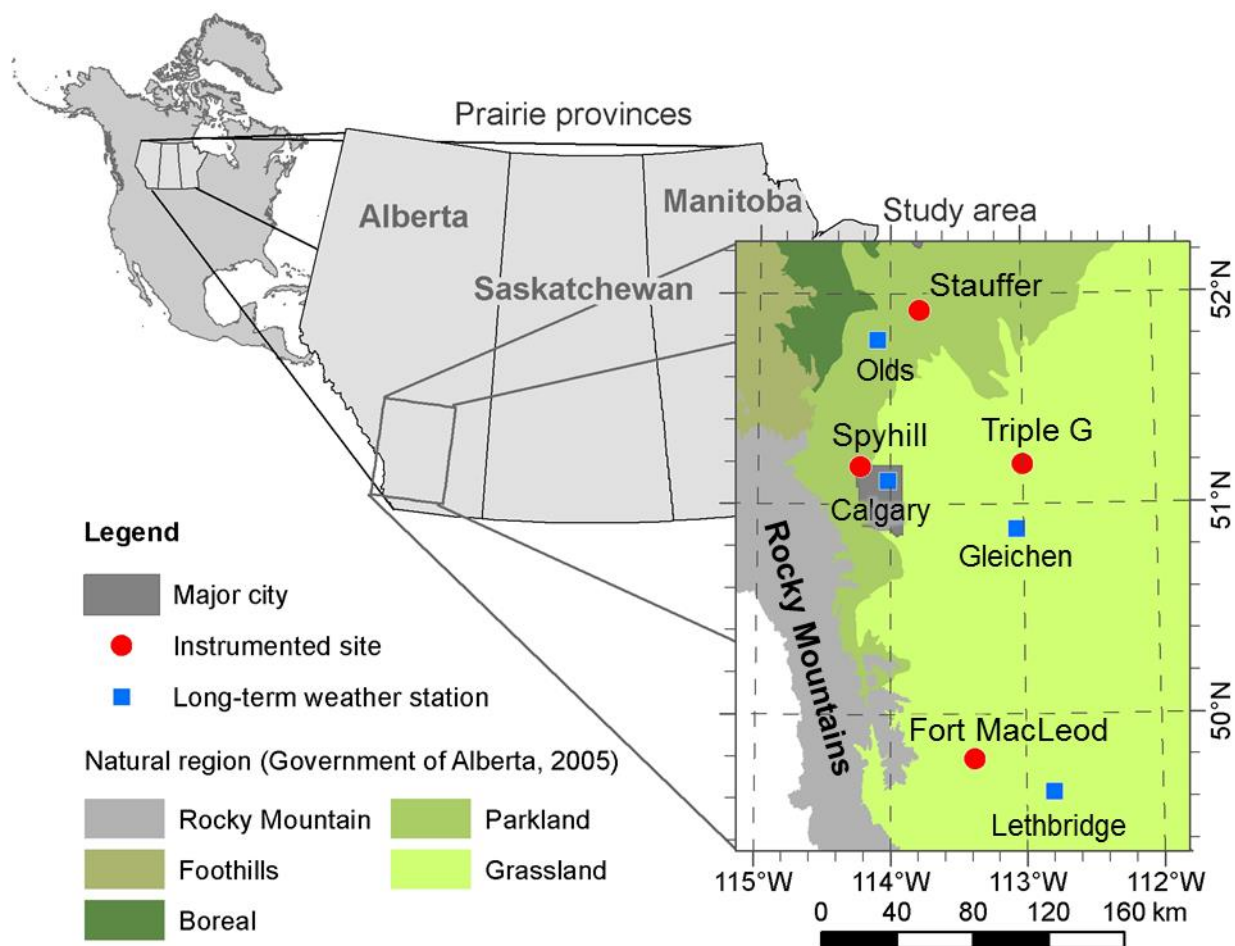 Prairie provinces
Alberta
Manitoba
Saskatchewan
Study area
Stauffer
Olds
Spyhill
Triple G
Calgary
Gleichen
Rocky Mountains
Fort MacLeod
Lethbridge
52°N
51°N
50°N
115°W 114°W 113°W 112°W
0 40 80 120 160 km
Legend
Major city
Instrumented site
Long-term weather station
Natural region (Government of Alberta, 2005)
Rocky Mountain
Parkland
Foothills
Grassland
Boreal